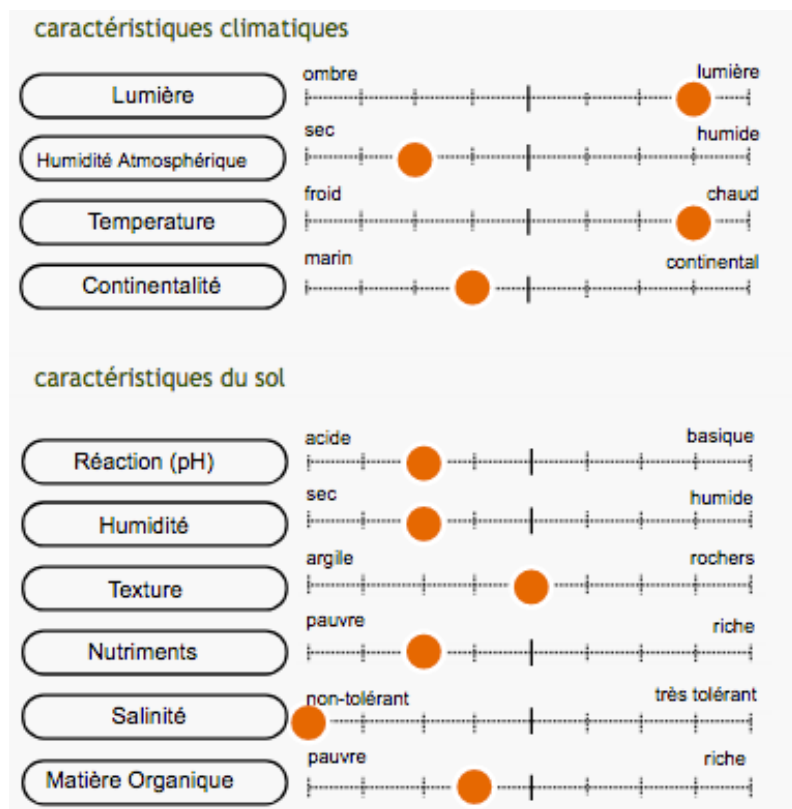 caractéristiques climatiques
ombre lumière
Lumière
sec humide
Humidité Atmosphérique
froid chaud
Temperature
marin continental
Continentalité
caractéristiques du sol
acide basique
Réaction (pH)
sec humide
Humidité
argile rochers
Texture
pauvre riche
Nutriments
non-tolérant très tolérant
Salinité
pauvre riche
Matière Organique